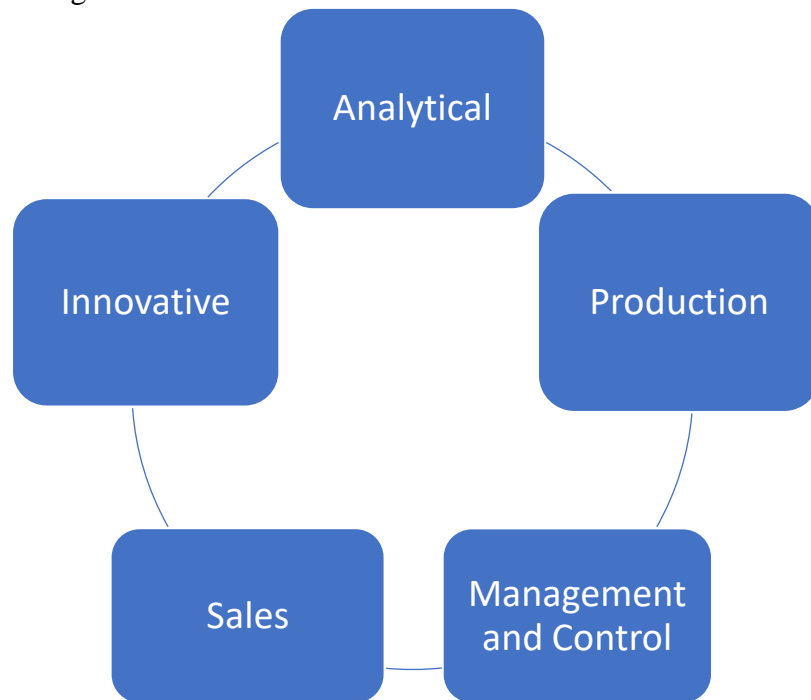 Analytical
Innovative
Production
Sales
Management
and Control